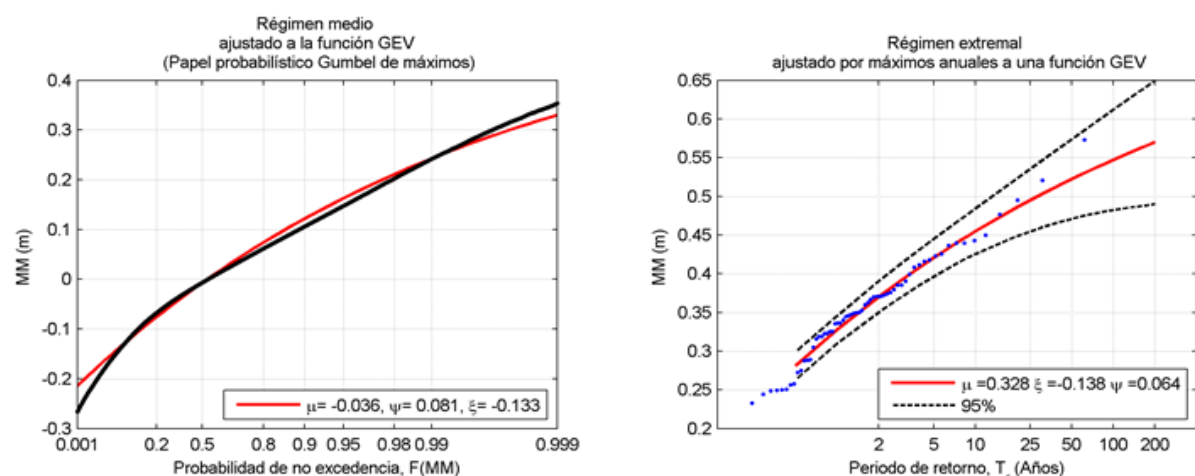 Régimen medio
ajustado a la función GEV
(Papel probabilístico Gumbel de máximos)
0.4
0.3
0.2
0.1
0
-0.1
-0.2
-0.3
MM (m)
μ= -0.036, ψ= 0.081, ξ= -0.133
0.001 0.2 0.5 0.8 0.9 0.95 0.98 0.99 0.999
Probabilidad de no excedencia, F(MM)
Régimen extremal
ajustado por máximos anuales a una función GEV
0.65
0.6
0.55
0.5
0.45
0.4
0.35
0.3
0.25
0.2
MM (m)
μ =0.328 ξ =-0.138 ψ =0.064
95%
2 5 10 25 50 100 200
Periodo de retorno, T (Años)